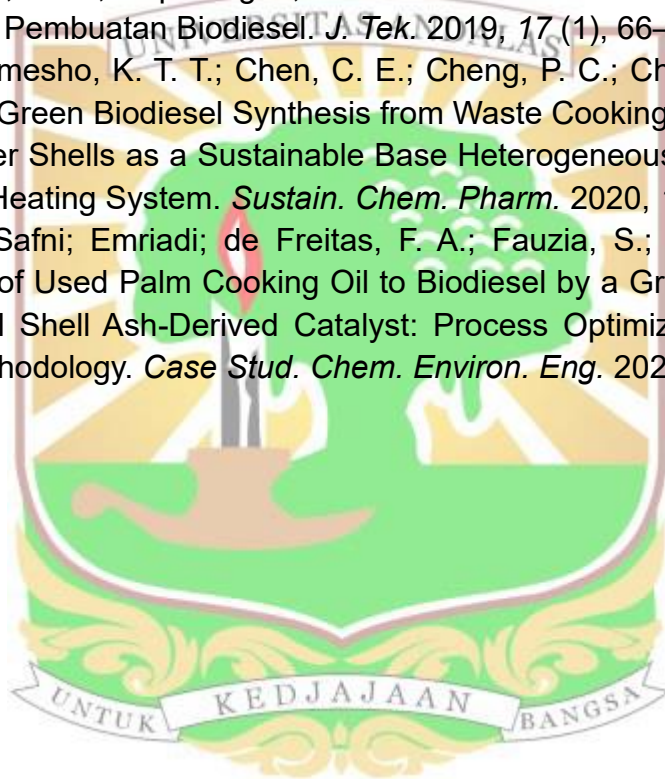 Pembuatan Biodiesel. J. Tek. 2019, 17 (1), 66–
UNIVERSITAS ANDALAS
mesho, K. T. T.; Chen, C. E.; Cheng, P. C.; Ch
Green Biodiesel Synthesis from Waste Cooking
er Shells as a Sustainable Base Heterogeneous
Heating System. Sustain. Chem. Pharm. 2020,
Safni; Emriadi; de Freitas, F. A.; Fauzia, S.;
of Used Palm Cooking Oil to Biodiesel by a Gr
l Shell Ash-Derived Catalyst: Process Optimiz
hodology. Case Stud. Chem. Environ. Eng. 202
UNTUK KEDJAJAAN BANGSA